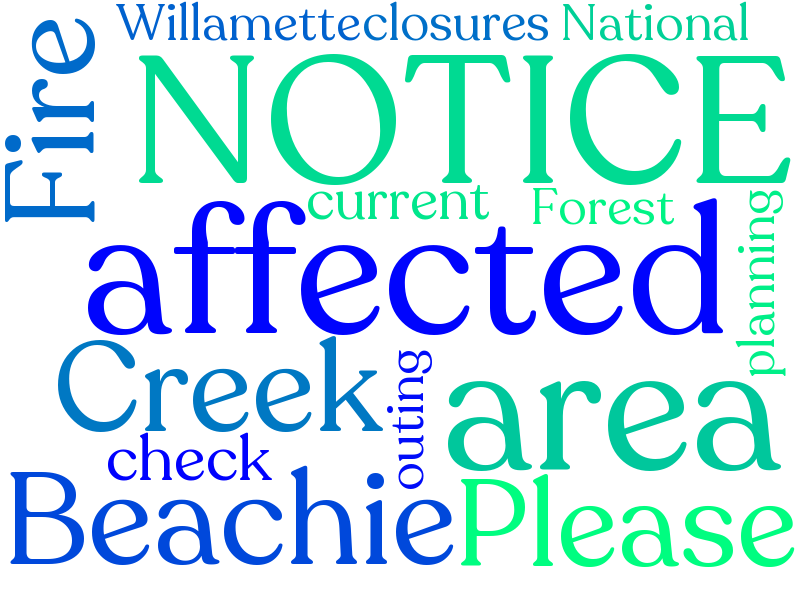 Willametteclosures National
Fire
NOTICE
current Forest
planning
affected
Creek
outing
area
check
Beachie Please